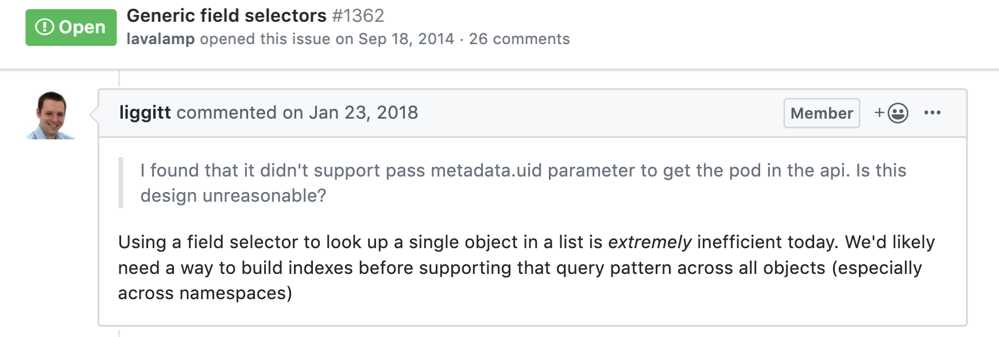 Open
Generic field selectors #1362
lavalamp opened this issue on Sep 18, 2014 · 26 comments
liggitt commented on Jan 23, 2018
Member
I found that it didn't support pass metadata.uid parameter to get the pod in the api. Is this
design unreasonable?
Using a field selector to look up a single object in a list is extremely inefficient today. We'd likely
need a way to build indexes before supporting that query pattern across all objects (especially
across namespaces)